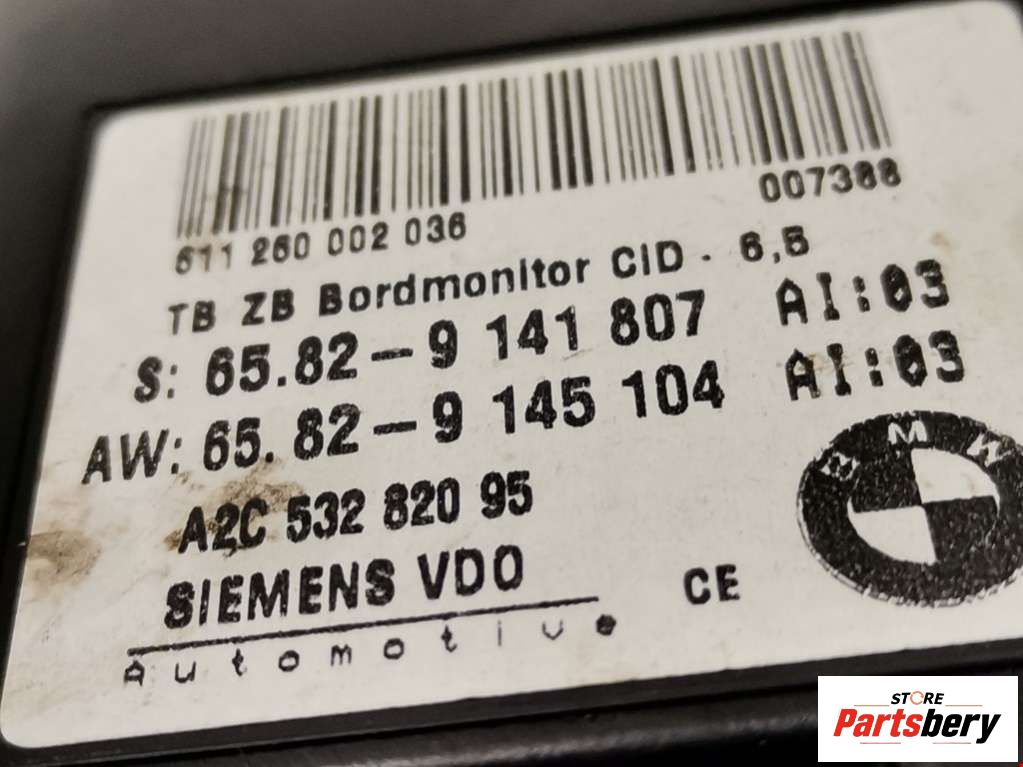 007388
611 260 002 036
TB ZB Bordmonitor CID - 6,5
S: 65.82-9 141 807 AI:03
AW: 65.82-9 145 104 AI:03
BMW
A2C 532 820 95
SIEMENS VDO
CE
Automotive
STORE
Partsbery